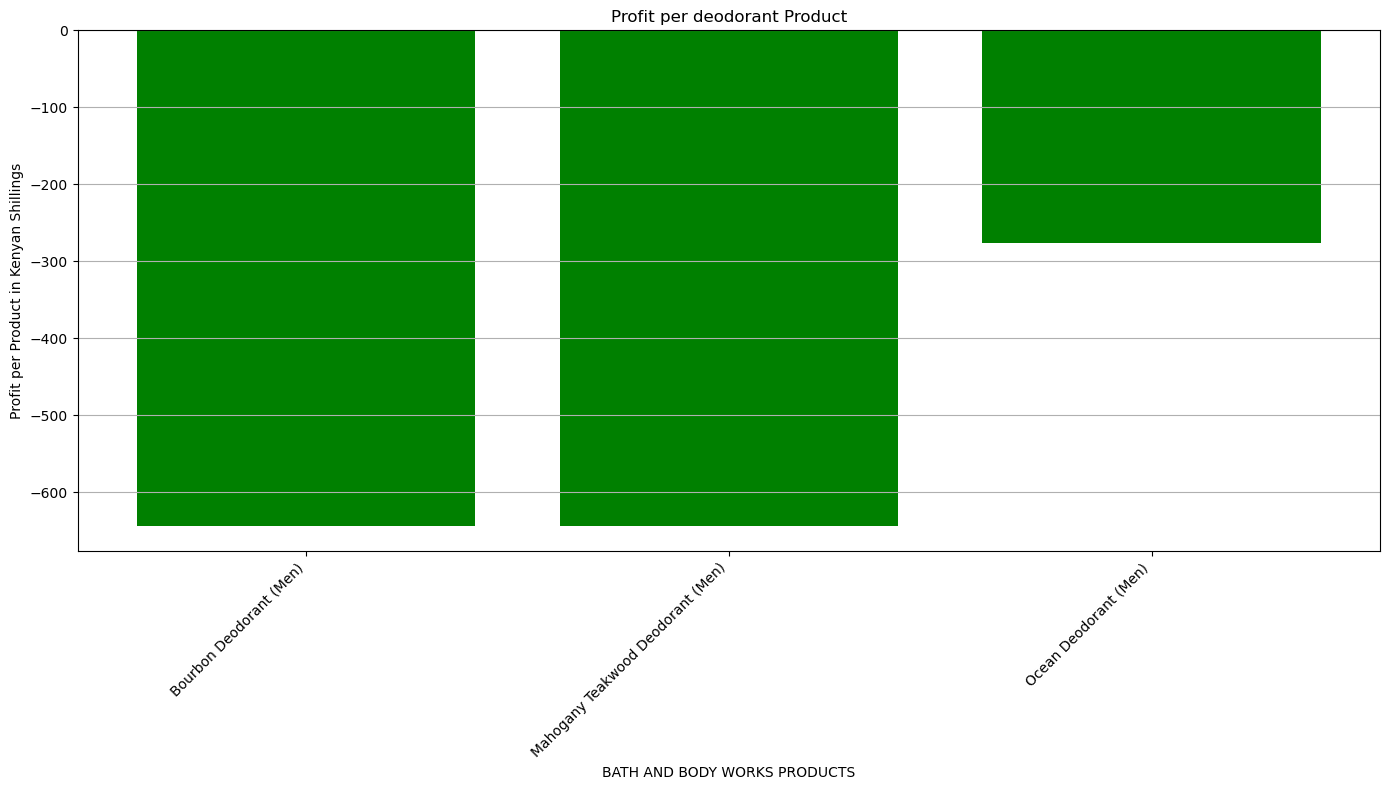 Profit per deodorant Product
Profit per Product in Kenyan Shillings
0
−100
−200
−300
−400
−500
−600
Bourbon Deodorant (Men)
Mahogany Teakwood Deodorant (Men)
Ocean Deodorant (Men)
BATH AND BODY WORKS PRODUCTS